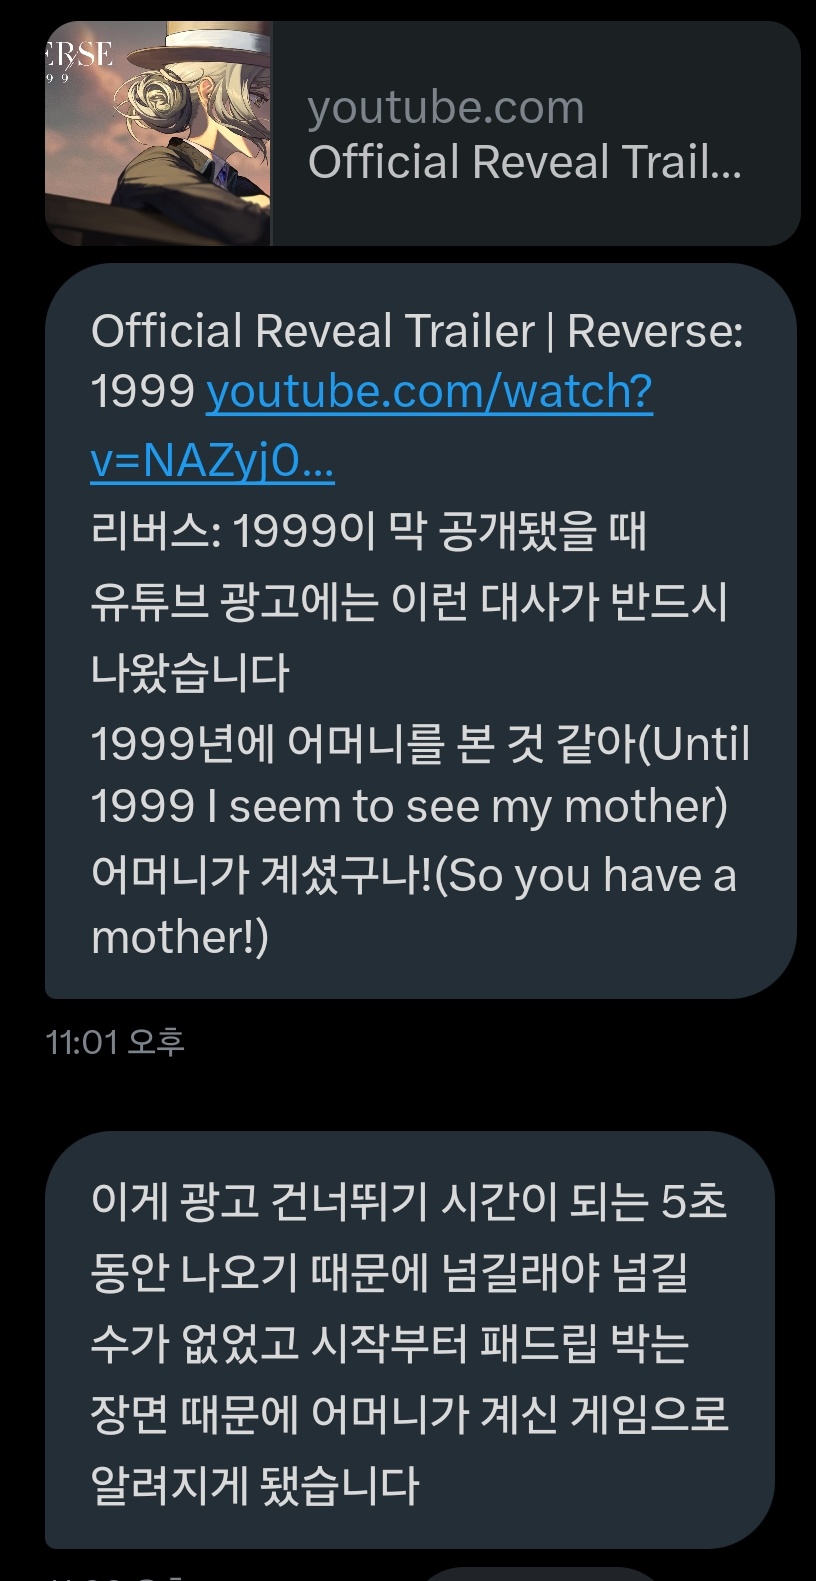 ERSE
9 9
youtube.com
Official Reveal Trail...
Official Reveal Trailer | Reverse:
1999 youtube.com/watch?
v=NAZyj0...
리버스: 1999이 막 공개됐을 때
유튜브 광고에는 이런 대사가 반드시
나왔습니다
1999년에 어머니를 본 것 같아(Until
1999 I seem to see my mother)
어머니가 계셨구나!(So you have a
mother!)
11:01 오후
이게 광고 건너뛰기 시간이 되는 5초
동안 나오기 때문에 넘길래야 넘길
수가 없었고 시작부터 패드립 박는
장면 때문에 어머니가 계신 게임으로
알려지게 됐습니다